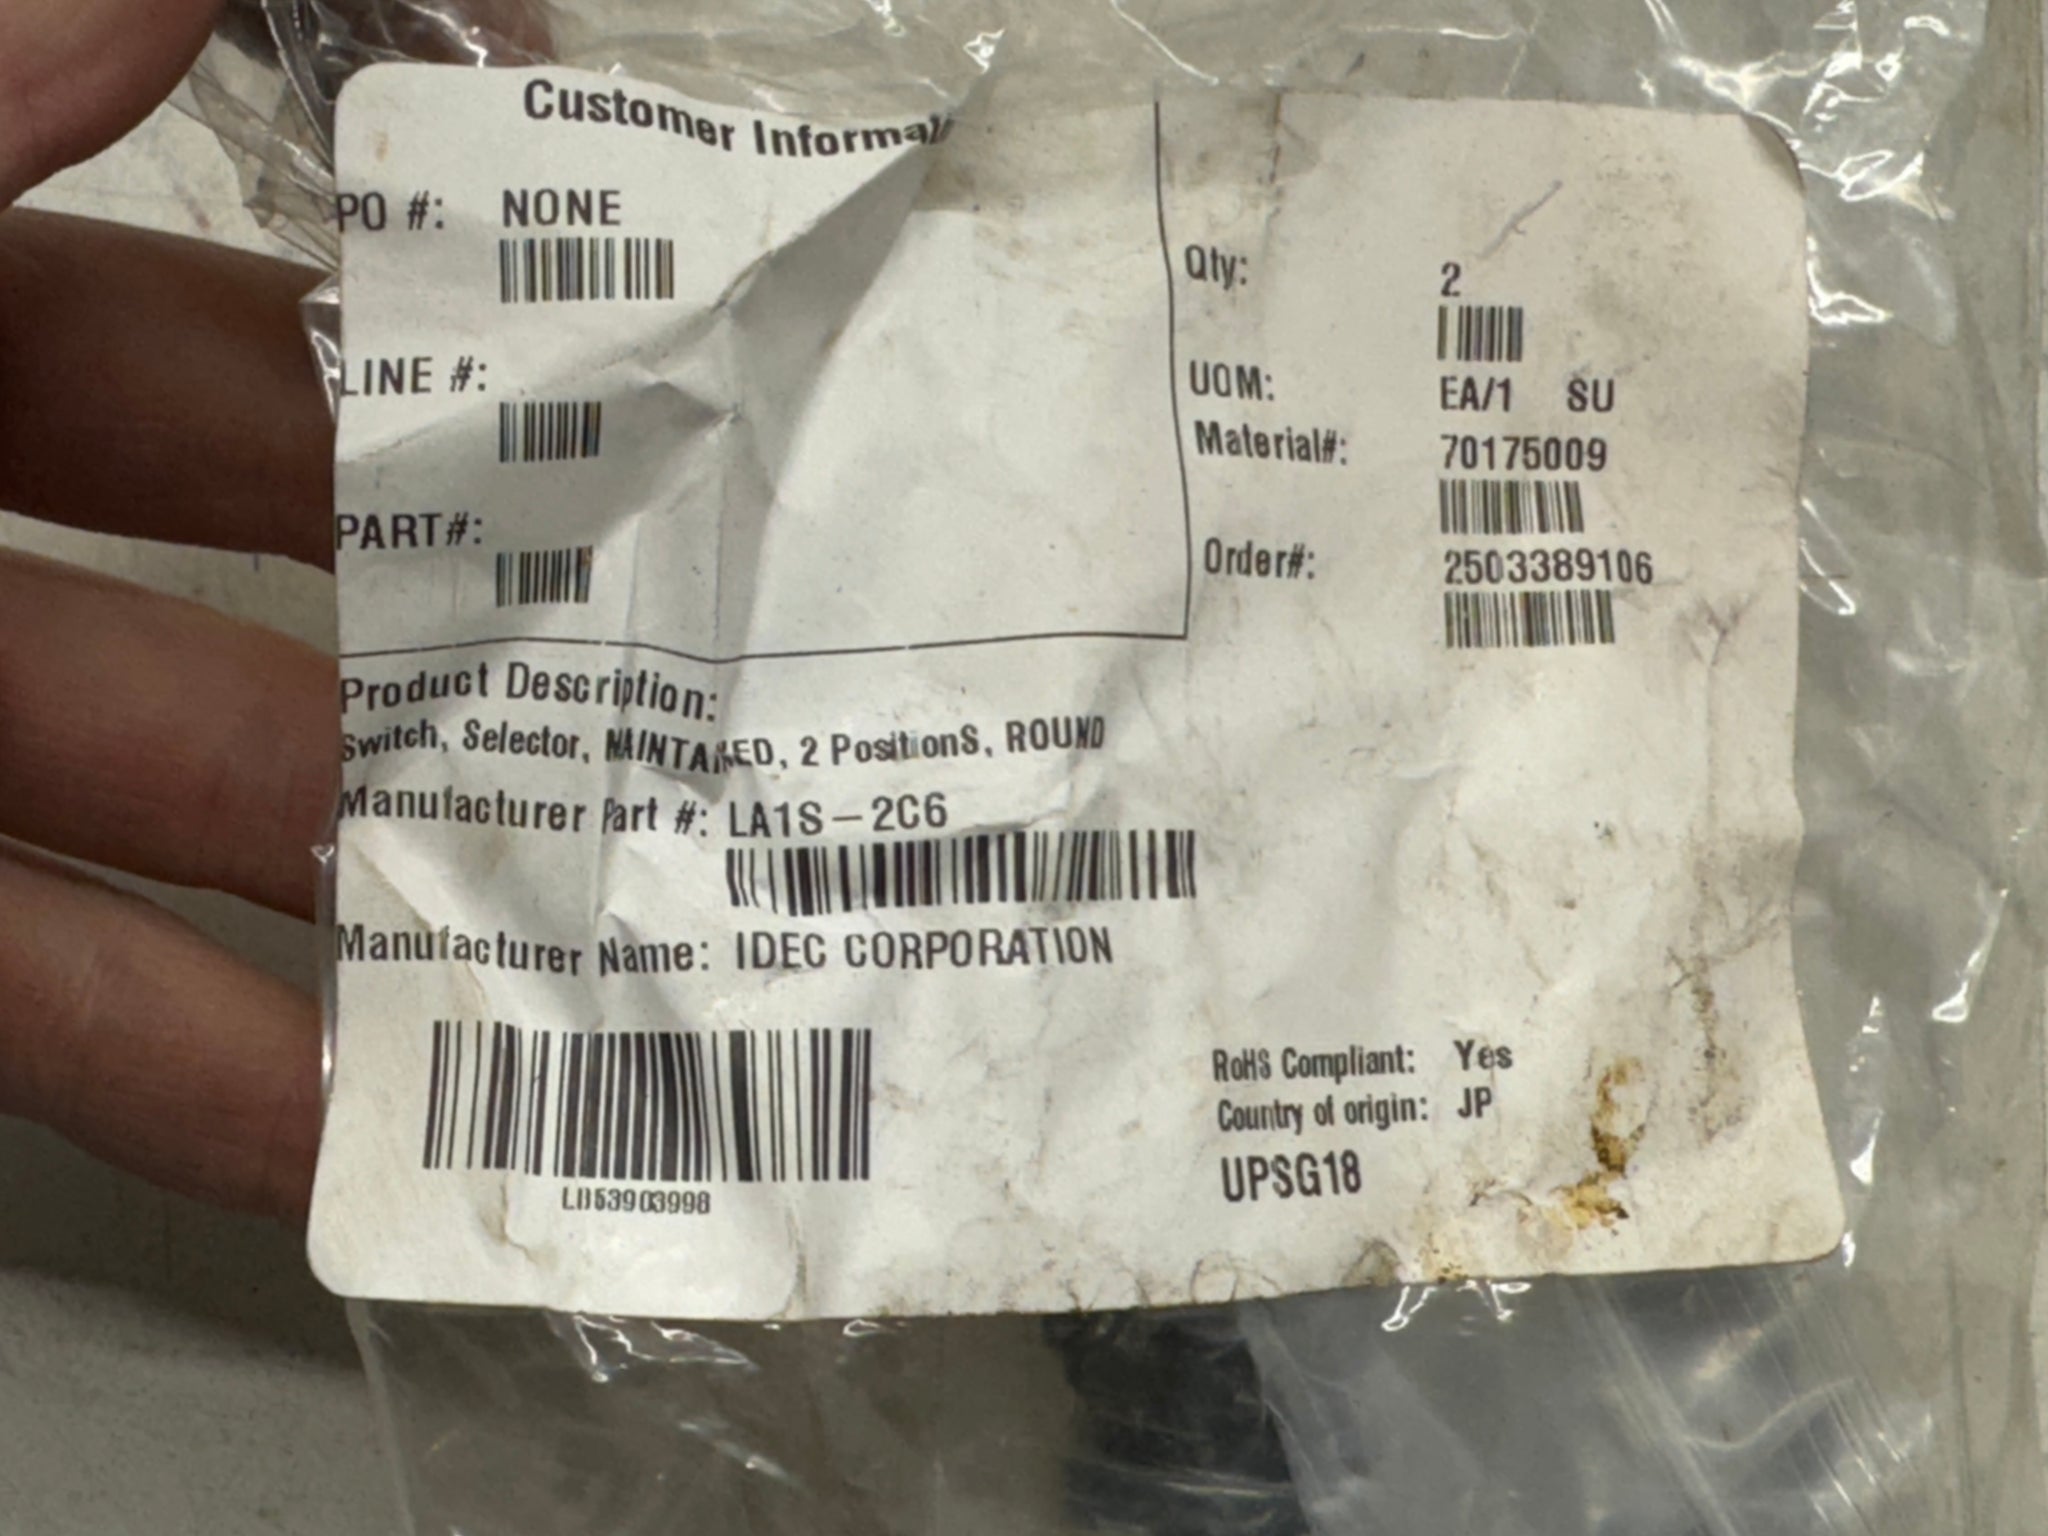 Customer Informat
PO #: NONE
LINE #:
PART#:
Qty: 2
UOM: EA/1 SU
Material#: 70175009
Order#: 2503389106
Product Description:
Switch, Selector, MAINTAINED, 2 PositionS, ROUND
Manufacturer Part #: LA1S-2C6
Manufacturer Name: IDEC CORPORATION
RoHS Compliant: Yes
Country of origin: JP
UPSG18